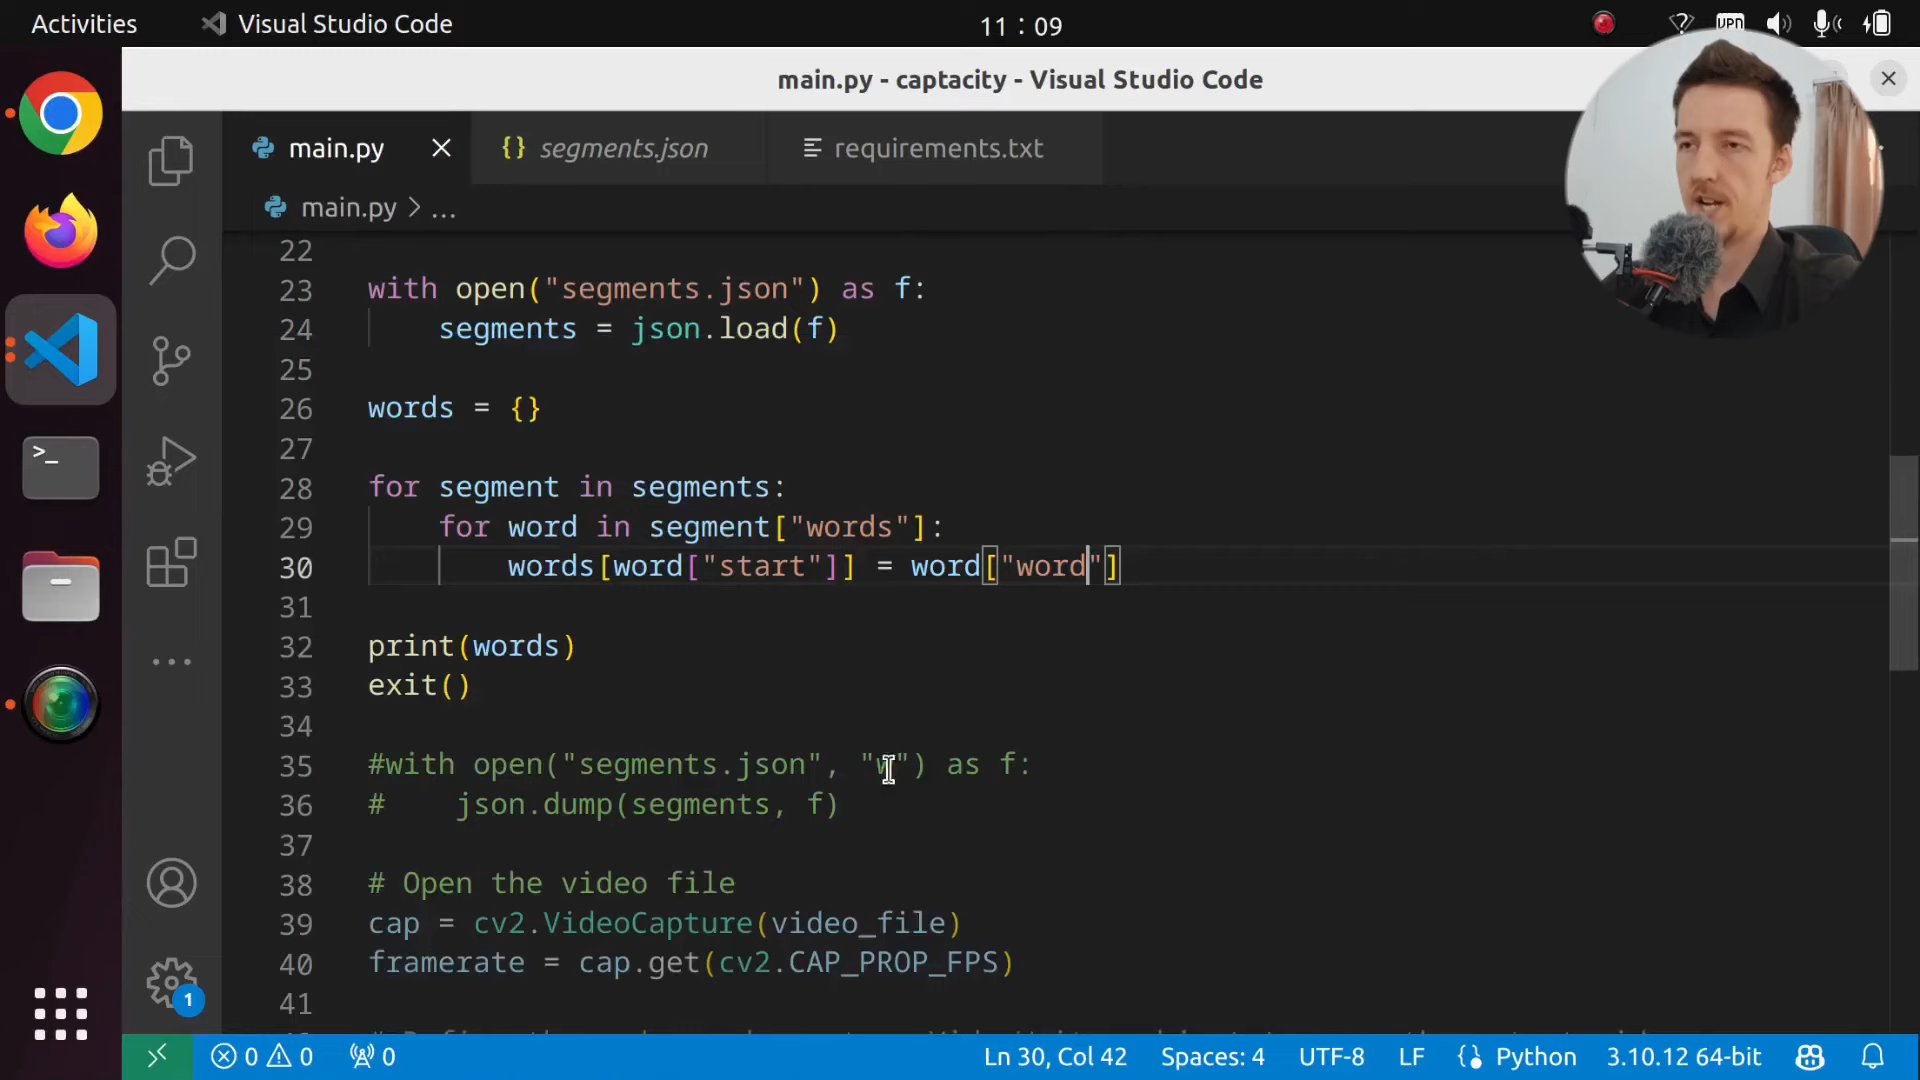 Activities
Visual Studio Code
11 : 09
VPN
main.py - captacity - Visual Studio Code
main.py
{} segments.json
requirements.txt
main.py > ...
22
23 with open("segments.json") as f:
24 segments = json.load(f)
25
26 words = {}
27
28 for segment in segments:
29 for word in segment["words"]:
30 words[word["start"]] = word["word"]
31
32 print(words)
33 exit()
34
35 #with open("segments.json", "w") as f:
36 # json.dump(segments, f)
37
38 # Open the video file
39 cap = cv2.VideoCapture(video_file)
40 framerate = cap.get(cv2.CAP_PROP_FPS)
41
1
0 0 0 Ln 30, Col 42 Spaces: 4 UTF-8 LF Python 3.10.12 64-bit